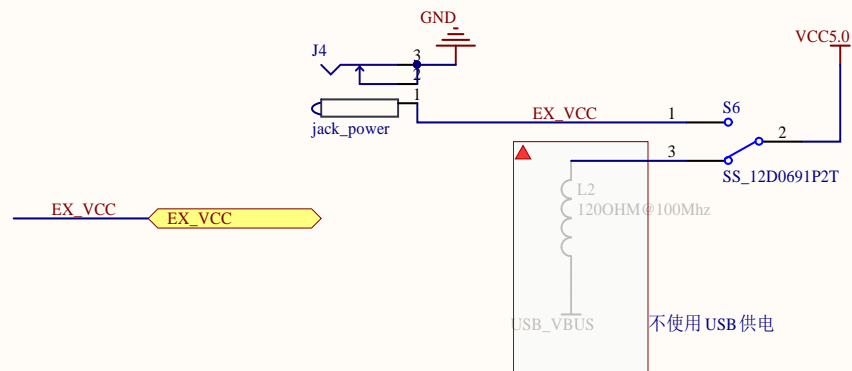 GND
VCC5.0
J4
3
2
1
jack_power
EX_VCC
1
S6
2
3
SS_12D0691P2T
L2
120OHM@100Mhz
EX_VCC
EX_VCC
USB_VBUS
不使用USB供电